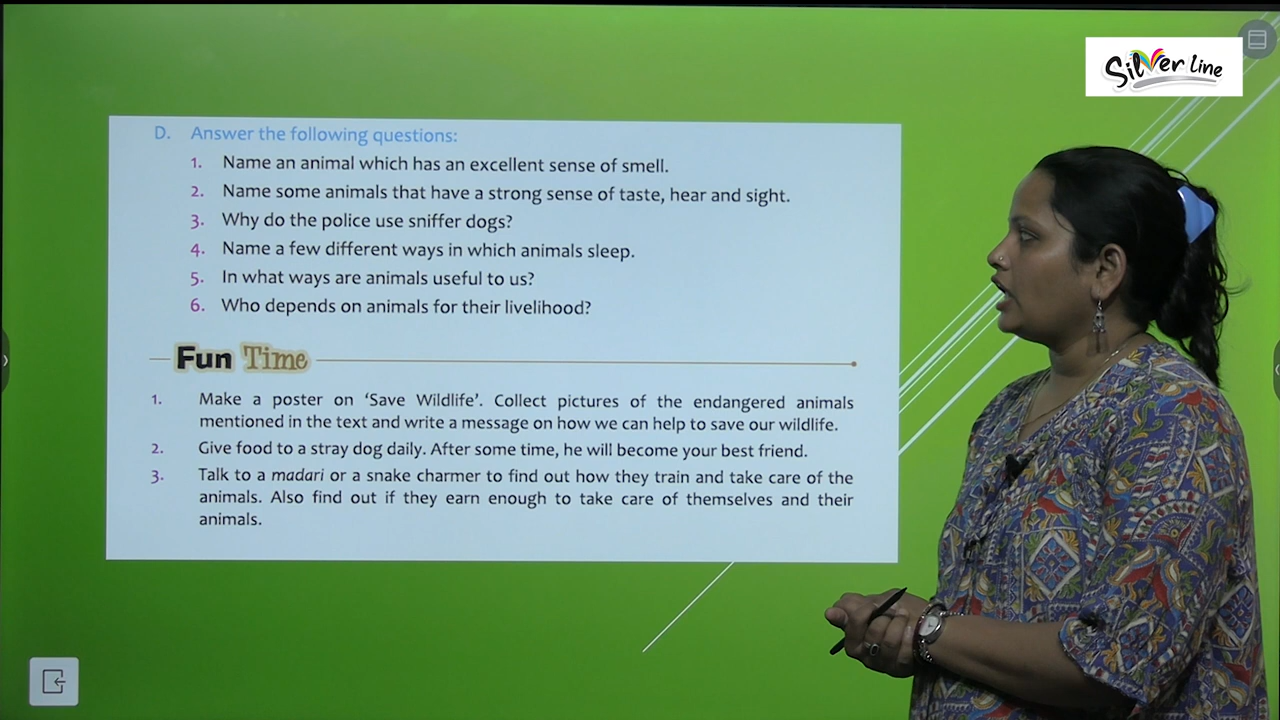 Silver line
D. Answer the following questions:
1. Name an animal which has an excellent sense of smell.
2. Name some animals that have a strong sense of taste, hear and sight.
3. Why do the police use sniffer dogs?
4. Name a few different ways in which animals sleep.
5. In what ways are animals useful to us?
6. Who depends on animals for their livelihood?
Fun Time
1. Make a poster on ‘Save Wildlife’. Collect pictures of the endangered animals
mentioned in the text and write a message on how we can help to save our wildlife.
2. Give food to a stray dog daily. After some time, he will become your best friend.
3. Talk to a madari or a snake charmer to find out how they train and take care of the
animals. Also find out if they earn enough to take care of themselves and their
animals.